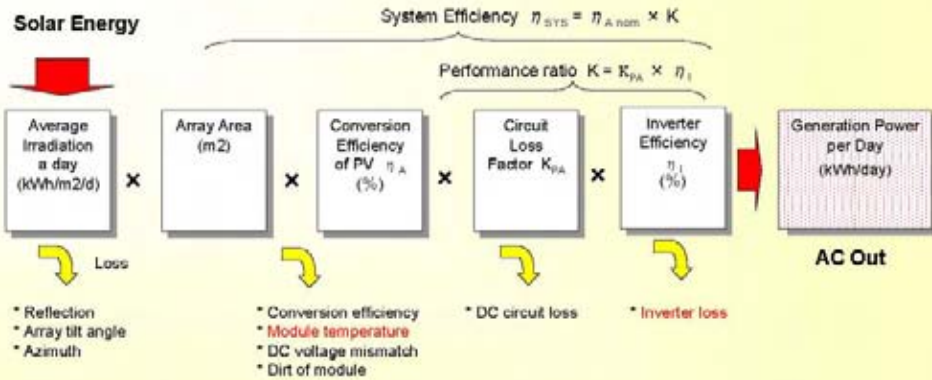 System Efficiency η SYS = η A nom × K
Solar Energy
Performance ratio K = K PA × η I
Average
Irradiation
a day
(kWh/m2/d)
×
Array Area
(m2)
×
Conversion
Efficiency
of PV η A
(%)
×
Circuit
Loss
Factor K PA
×
Inverter
Efficiency
η I
(%)
Generation Power
per Day
(kWh/day)
AC Out
Loss
* Reflection
* Array tilt angle
* Azimuth
* Conversion efficiency
* Module temperature
* DC voltage mismatch
* Dirt of module
* DC circuit loss
* Inverter loss